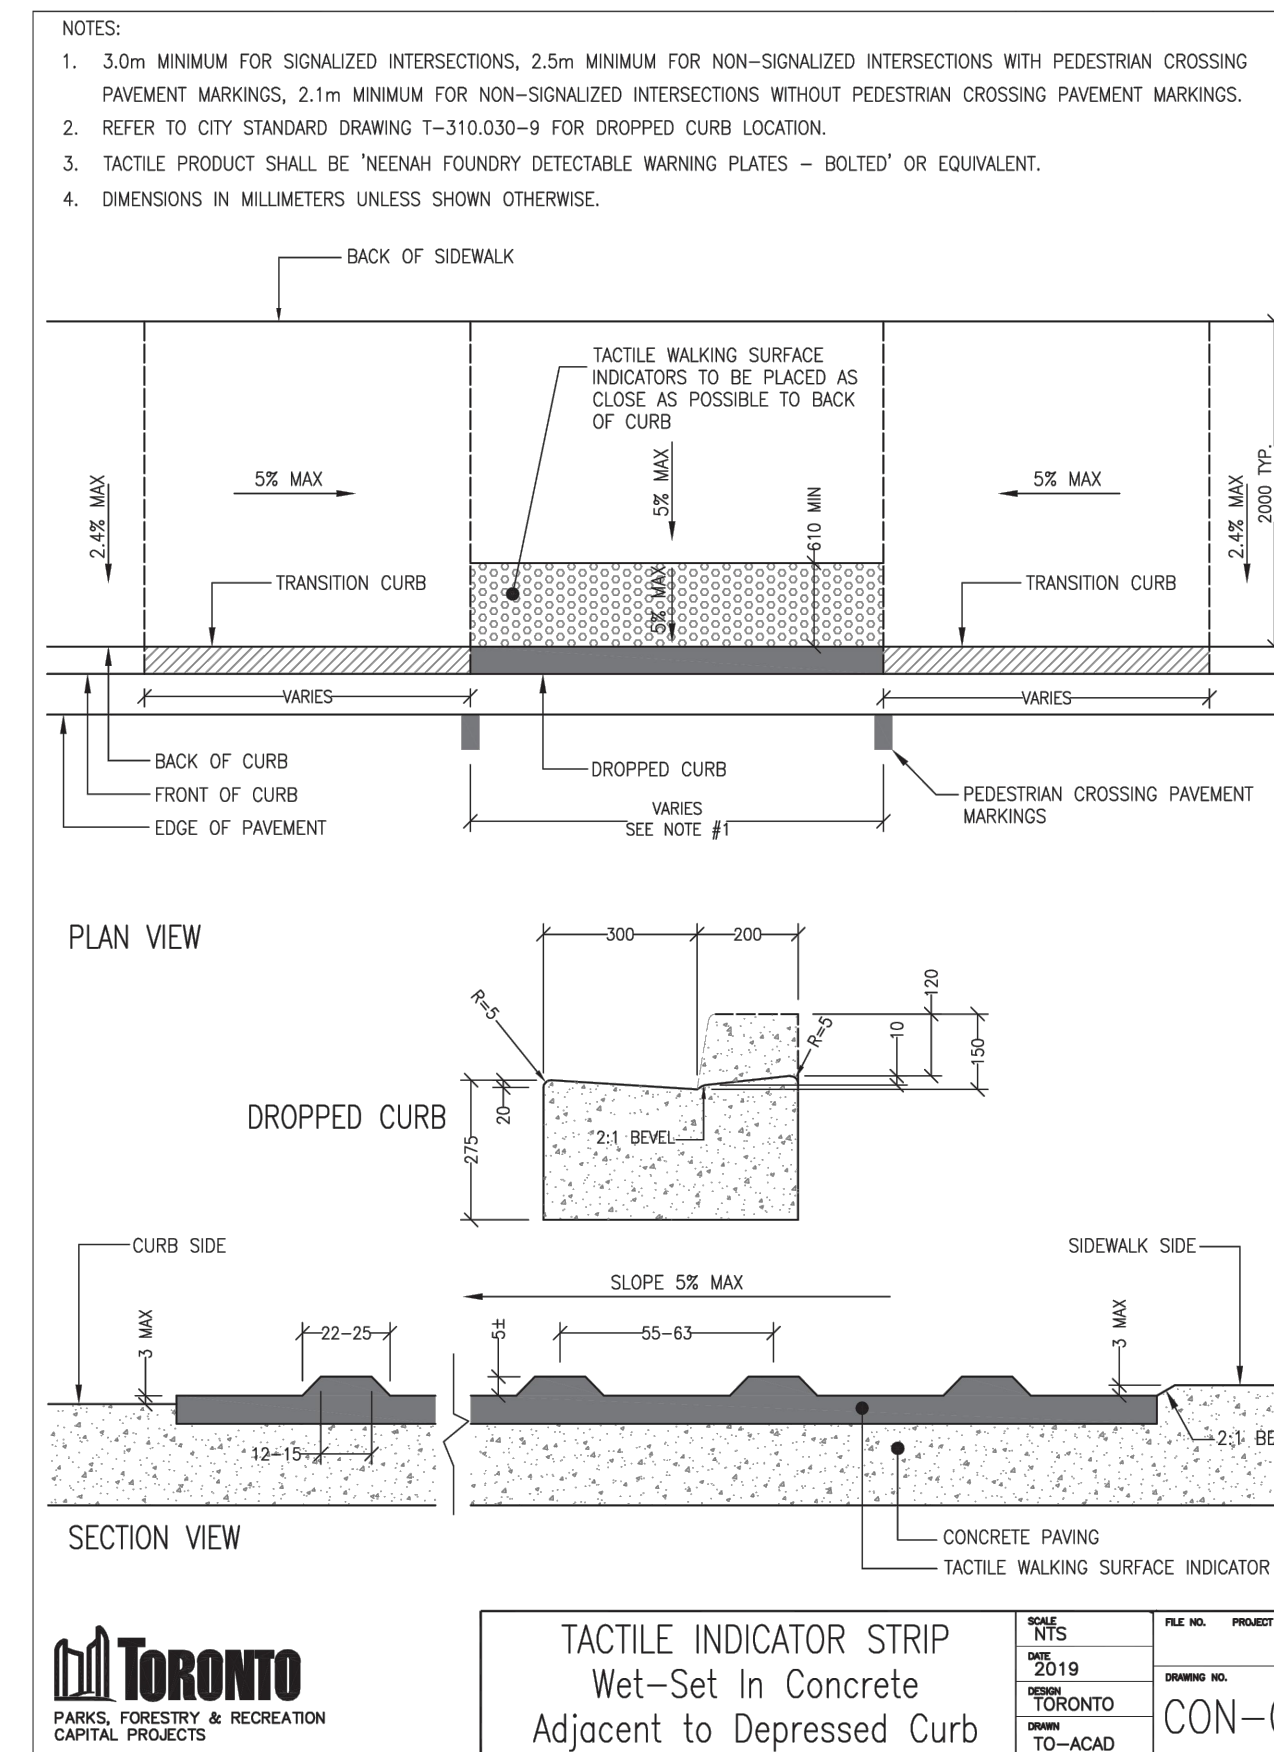 NOTES:
1. 3.0m MINIMUM FOR SIGNALIZED INTERSECTIONS, 2.5m MINIMUM FOR NON-SIGNALIZED INTERSECTIONS WITH PEDESTRIAN CROSSING
PAVEMENT MARKINGS, 2.1m MINIMUM FOR NON-SIGNALIZED INTERSECTIONS WITHOUT PEDESTRIAN CROSSING PAVEMENT MARKINGS.
2. REFER TO CITY STANDARD DRAWING T-310.030-9 FOR DROPPED CURB LOCATION.
3. TACTILE PRODUCT SHALL BE 'NEENAH FOUNDRY DETECTABLE WARNING PLATES - BOLTED' OR EQUIVALENT.
4. DIMENSIONS IN MILLIMETERS UNLESS SHOWN OTHERWISE.
BACK OF SIDEWALK
TACTILE WALKING SURFACE
INDICATORS TO BE PLACED AS
CLOSE AS POSSIBLE TO BACK
OF CURB
2.4% MAX
5% MAX
5% MAX
610 MIN
5% MAX
2.4% MAX
2000 TYP.
TRANSITION CURB
5% MAX
TRANSITION CURB
VARIES
VARIES
BACK OF CURB
FRONT OF CURB
EDGE OF PAVEMENT
DROPPED CURB
VARIES
SEE NOTE #1
PEDESTRIAN CROSSING PAVEMENT
MARKINGS
PLAN VIEW
300
200
R=5
120
R=5
10
150
DROPPED CURB
20
275
2:1 BEVEL
CURB SIDE
SIDEWALK SIDE
SLOPE 5% MAX
3 MAX
22-25
5±
55-63
3 MAX
12-15
2:1 BE
SECTION VIEW
CONCRETE PAVING
TACTILE WALKING SURFACE INDICATOR
TORONTO
PARKS, FORESTRY & RECREATION
CAPITAL PROJECTS
TACTILE INDICATOR STRIP
Wet-Set In Concrete
Adjacent to Depressed Curb
SCALE
NTS
DATE
2019
DESIGN
TORONTO
DRAWN
TO-ACAD
FILE NO. PROJECT
DRAWING NO.
CON-